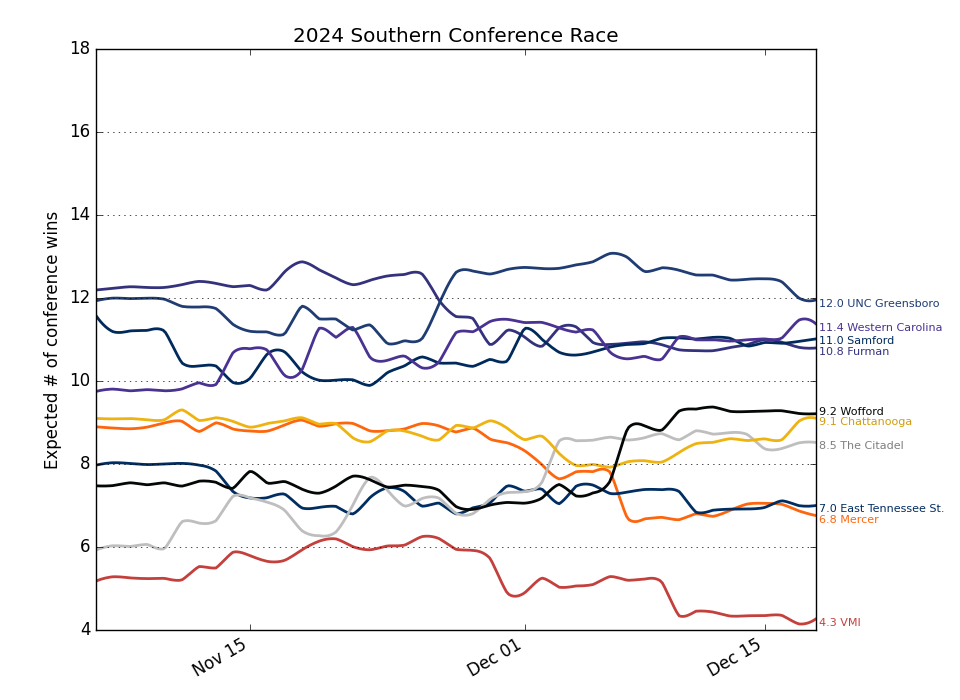 2024 Southern Conference Race
Expected # of conference wins
18
16
14
12
10
8
6
4
Nov 15
Dec 01
Dec 15
12.0 UNC Greensboro
11.4 Western Carolina
11.0 Samford
10.8 Furman
9.2 Wofford
9.1 Chattanooga
8.5 The Citadel
7.0 East Tennessee St.
6.8 Mercer
4.3 VMI